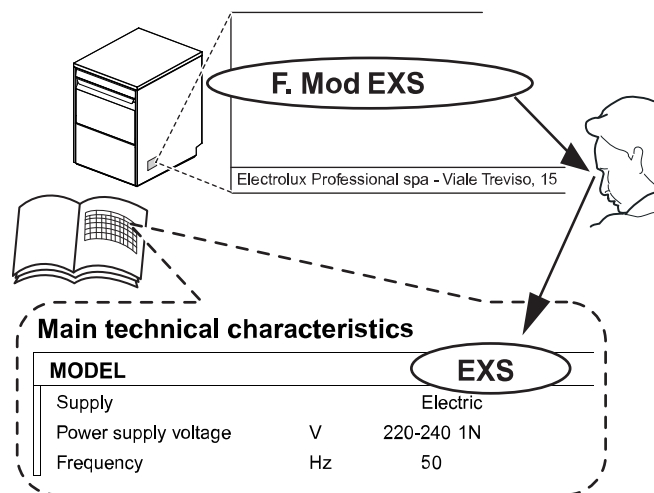 F. Mod EXS
Electrolux Professional spa - Viale Treviso, 15
Main technical characteristics
MODEL EXS
Supply Electric
Power supply voltage V 220-240 1N
Frequency Hz 50